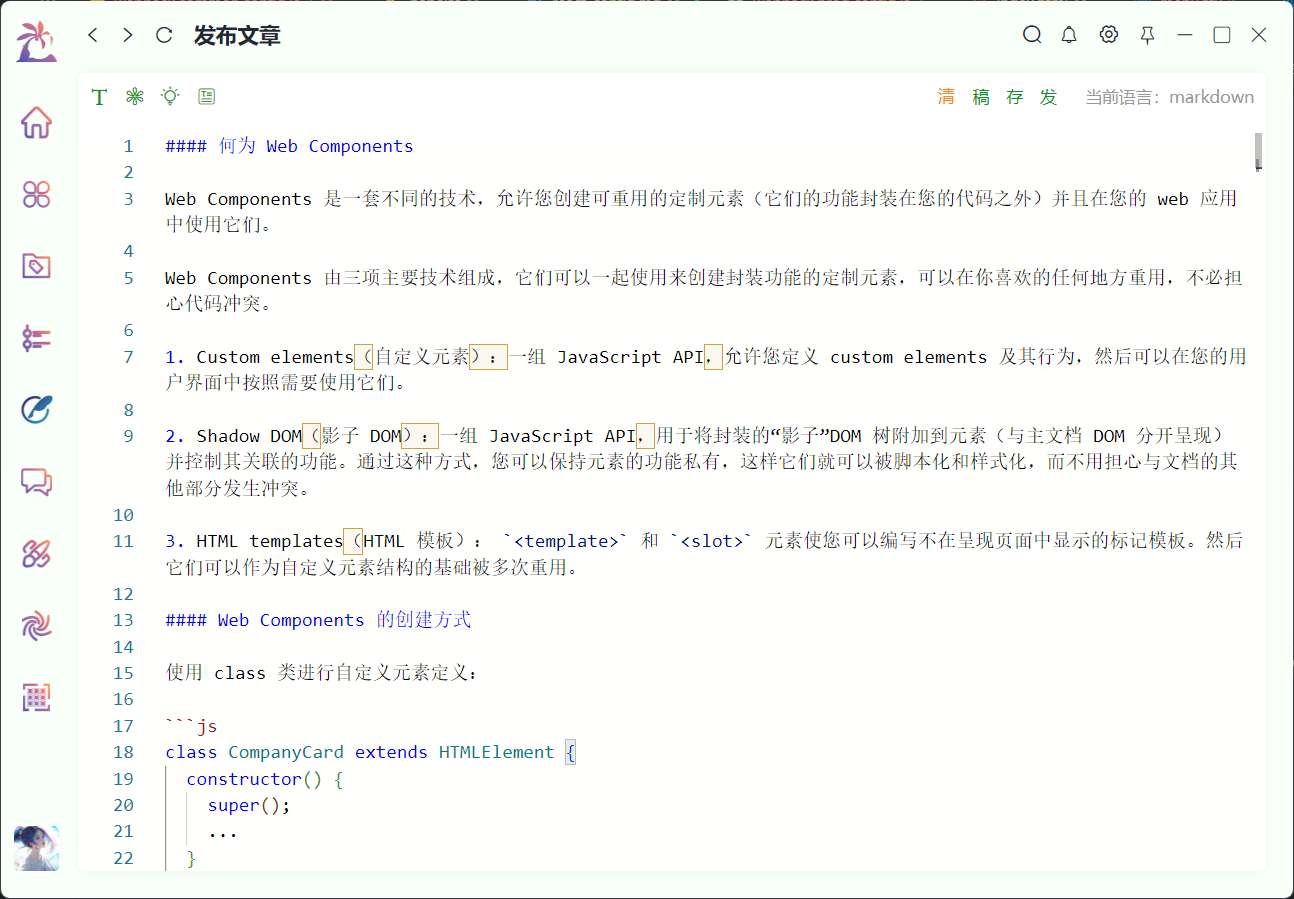 发布文章
T
清 稿 存 发 当前语言：markdown
1 #### 何为 Web Components
2
3 Web Components 是一套不同的技术，允许您创建可重用的定制元素（它们的功能封装在您的代码之外）并且在您的 web 应用
中使用它们。
4
5 Web Components 由三项主要技术组成，它们可以一起使用来创建封装功能的定制元素，可以在你喜欢的任何地方重用，不必担
心代码冲突。
6
7 1. Custom elements（自定义元素）：一组 JavaScript API，允许您定义 custom elements 及其行为，然后可以在您的用
户界面中按照需要使用它们。
8
9 2. Shadow DOM（影子 DOM）：一组 JavaScript API，用于将封装的“影子”DOM 树附加到元素（与主文档 DOM 分开呈现）
并控制其关联的功能。通过这种方式，您可以保持元素的功能私有，这样它们就可以被脚本化和样式化，而不用担心与文档的其
他部分发生冲突。
10
11 3. HTML templates（HTML 模板）： `<template>` 和 `<slot>` 元素使您可以编写不在呈现页面中显示的标记模板。然后
它们可以作为自定义元素结构的基础被多次重用。
12
13 #### Web Components 的创建方式
14
15 使用 class 类进行自定义元素定义：
16
17 ```js
18 class CompanyCard extends HTMLElement {
19 constructor() {
20 super();
21 ...
22 }